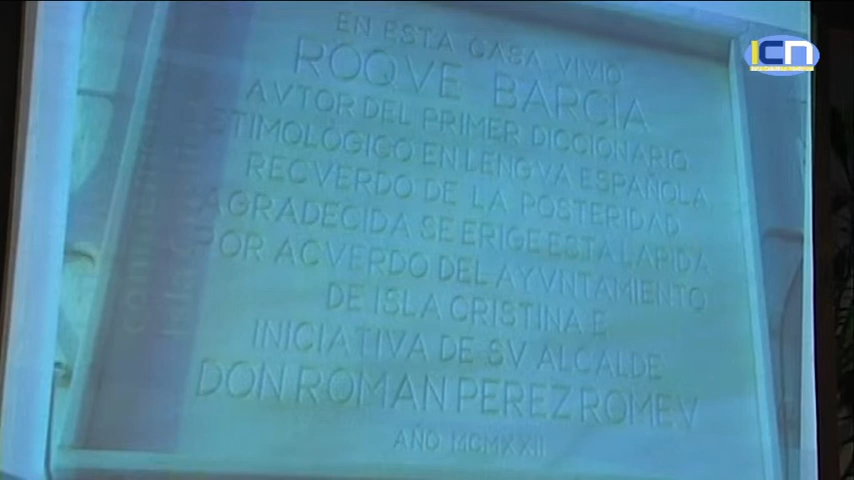 ICN
EN ESTA CASA VIVIO
ROQVE BARCÍA
AVTOR DEL PRIMER DICCIONARIO
ETIMOLÓGICO EN LENGVA ESPAÑOLA
RECVERDO DE LA POSTERIDAD
AGRADECIDA SE ERIGE ESTA LAPIDA
POR ACVERDO DEL AYVNTAMIENTO
DE ISLA CRISTINA E
INICIATIVA DE SV ALCALDE
DON ROMAN PEREZ ROMEV
AÑO MCMXXII